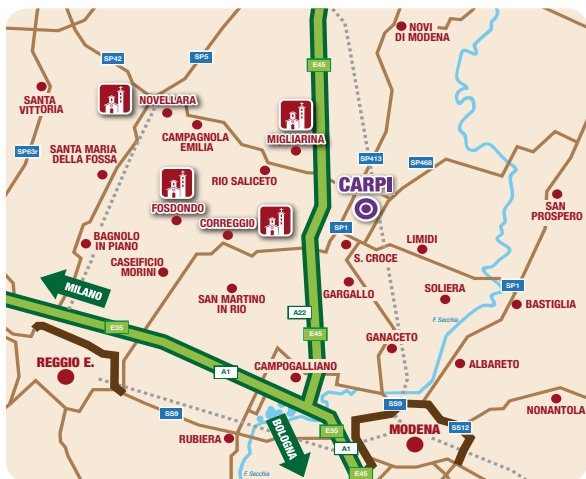 NOVI
DI MODENA
SP42
SP5
E45
SANTA
VITTORIA
NOVELLARA
CAMPAGNOLA
EMILIA
MIGLIARINA
SP63r
SANTA MARIA
DELLA FOSSA
SP413
SP468
RIO SALICETO
CARPI
FOSDONDO
SAN
PROSPERO
CORREGGIO
SP1
BAGNOLO
IN PIANO
S. CROCE
LIMIDI
CASEIFICIO
MORINI
MILANO
SAN MARTINO
IN RIO
GARGALLO
SOLIERA
SP1
BASTIGLIA
A22
F. Secchia
E35
E45
GANACETO
REGGIO E.
A1
CAMPOGALLIANO
ALBARETO
SS9
SS9
NONANTOLA
RUBIERA
BOLOGNA
E35
MODENA
SS12
A1
F. Secchia
E45